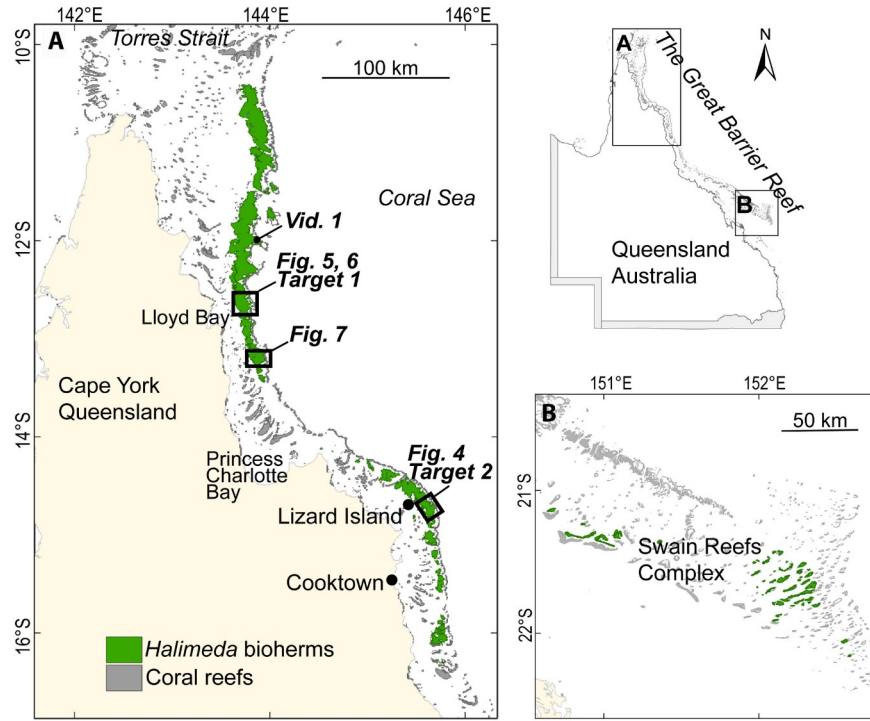 142°E
144°E
146°E
10°S
12°S
14°S
16°S
A
Torres Strait
100 km
Coral Sea
Vid. 1
Fig. 5, 6
Target 1
Lloyd Bay
Fig. 7
Cape York
Queensland
Princess
Charlotte
Bay
Fig. 4
Target 2
Lizard Island
Cooktown
Halimeda bioherms
Coral reefs
A
The Great Barrier Reef
N
B
Queensland
Australia
151°E
152°E
B
50 km
21°S
22°S
Swain Reefs
Complex